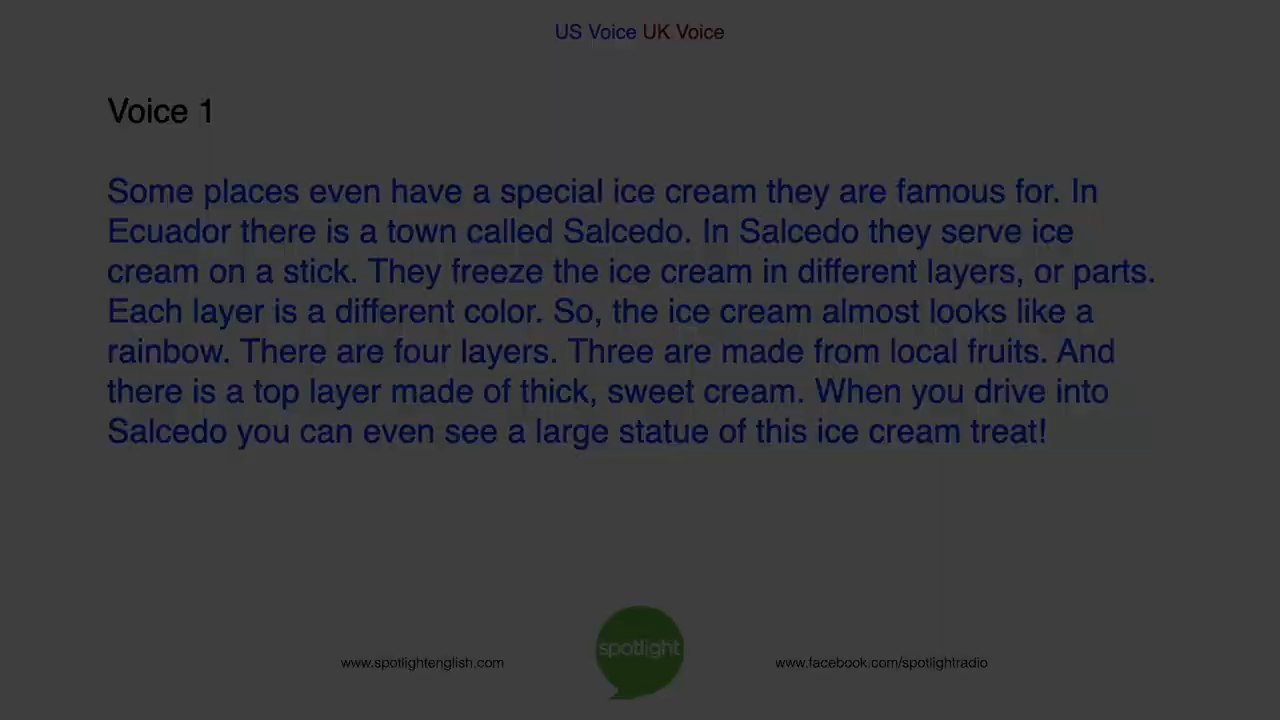 US Voice UK Voice
Voice 1
Some places even have a special ice cream they are famous for. In
Ecuador there is a town called Salcedo. In Salcedo they serve ice
cream on a stick. They freeze the ice cream in different layers, or parts.
Each layer is a different color. So, the ice cream almost looks like a
rainbow. There are four layers. Three are made from local fruits. And
there is a top layer made of thick, sweet cream. When you drive into
Salcedo you can even see a large statue of this ice cream treat!
www.spotlightenglish.com
spotlight
www.facebook.com/spotlightradio